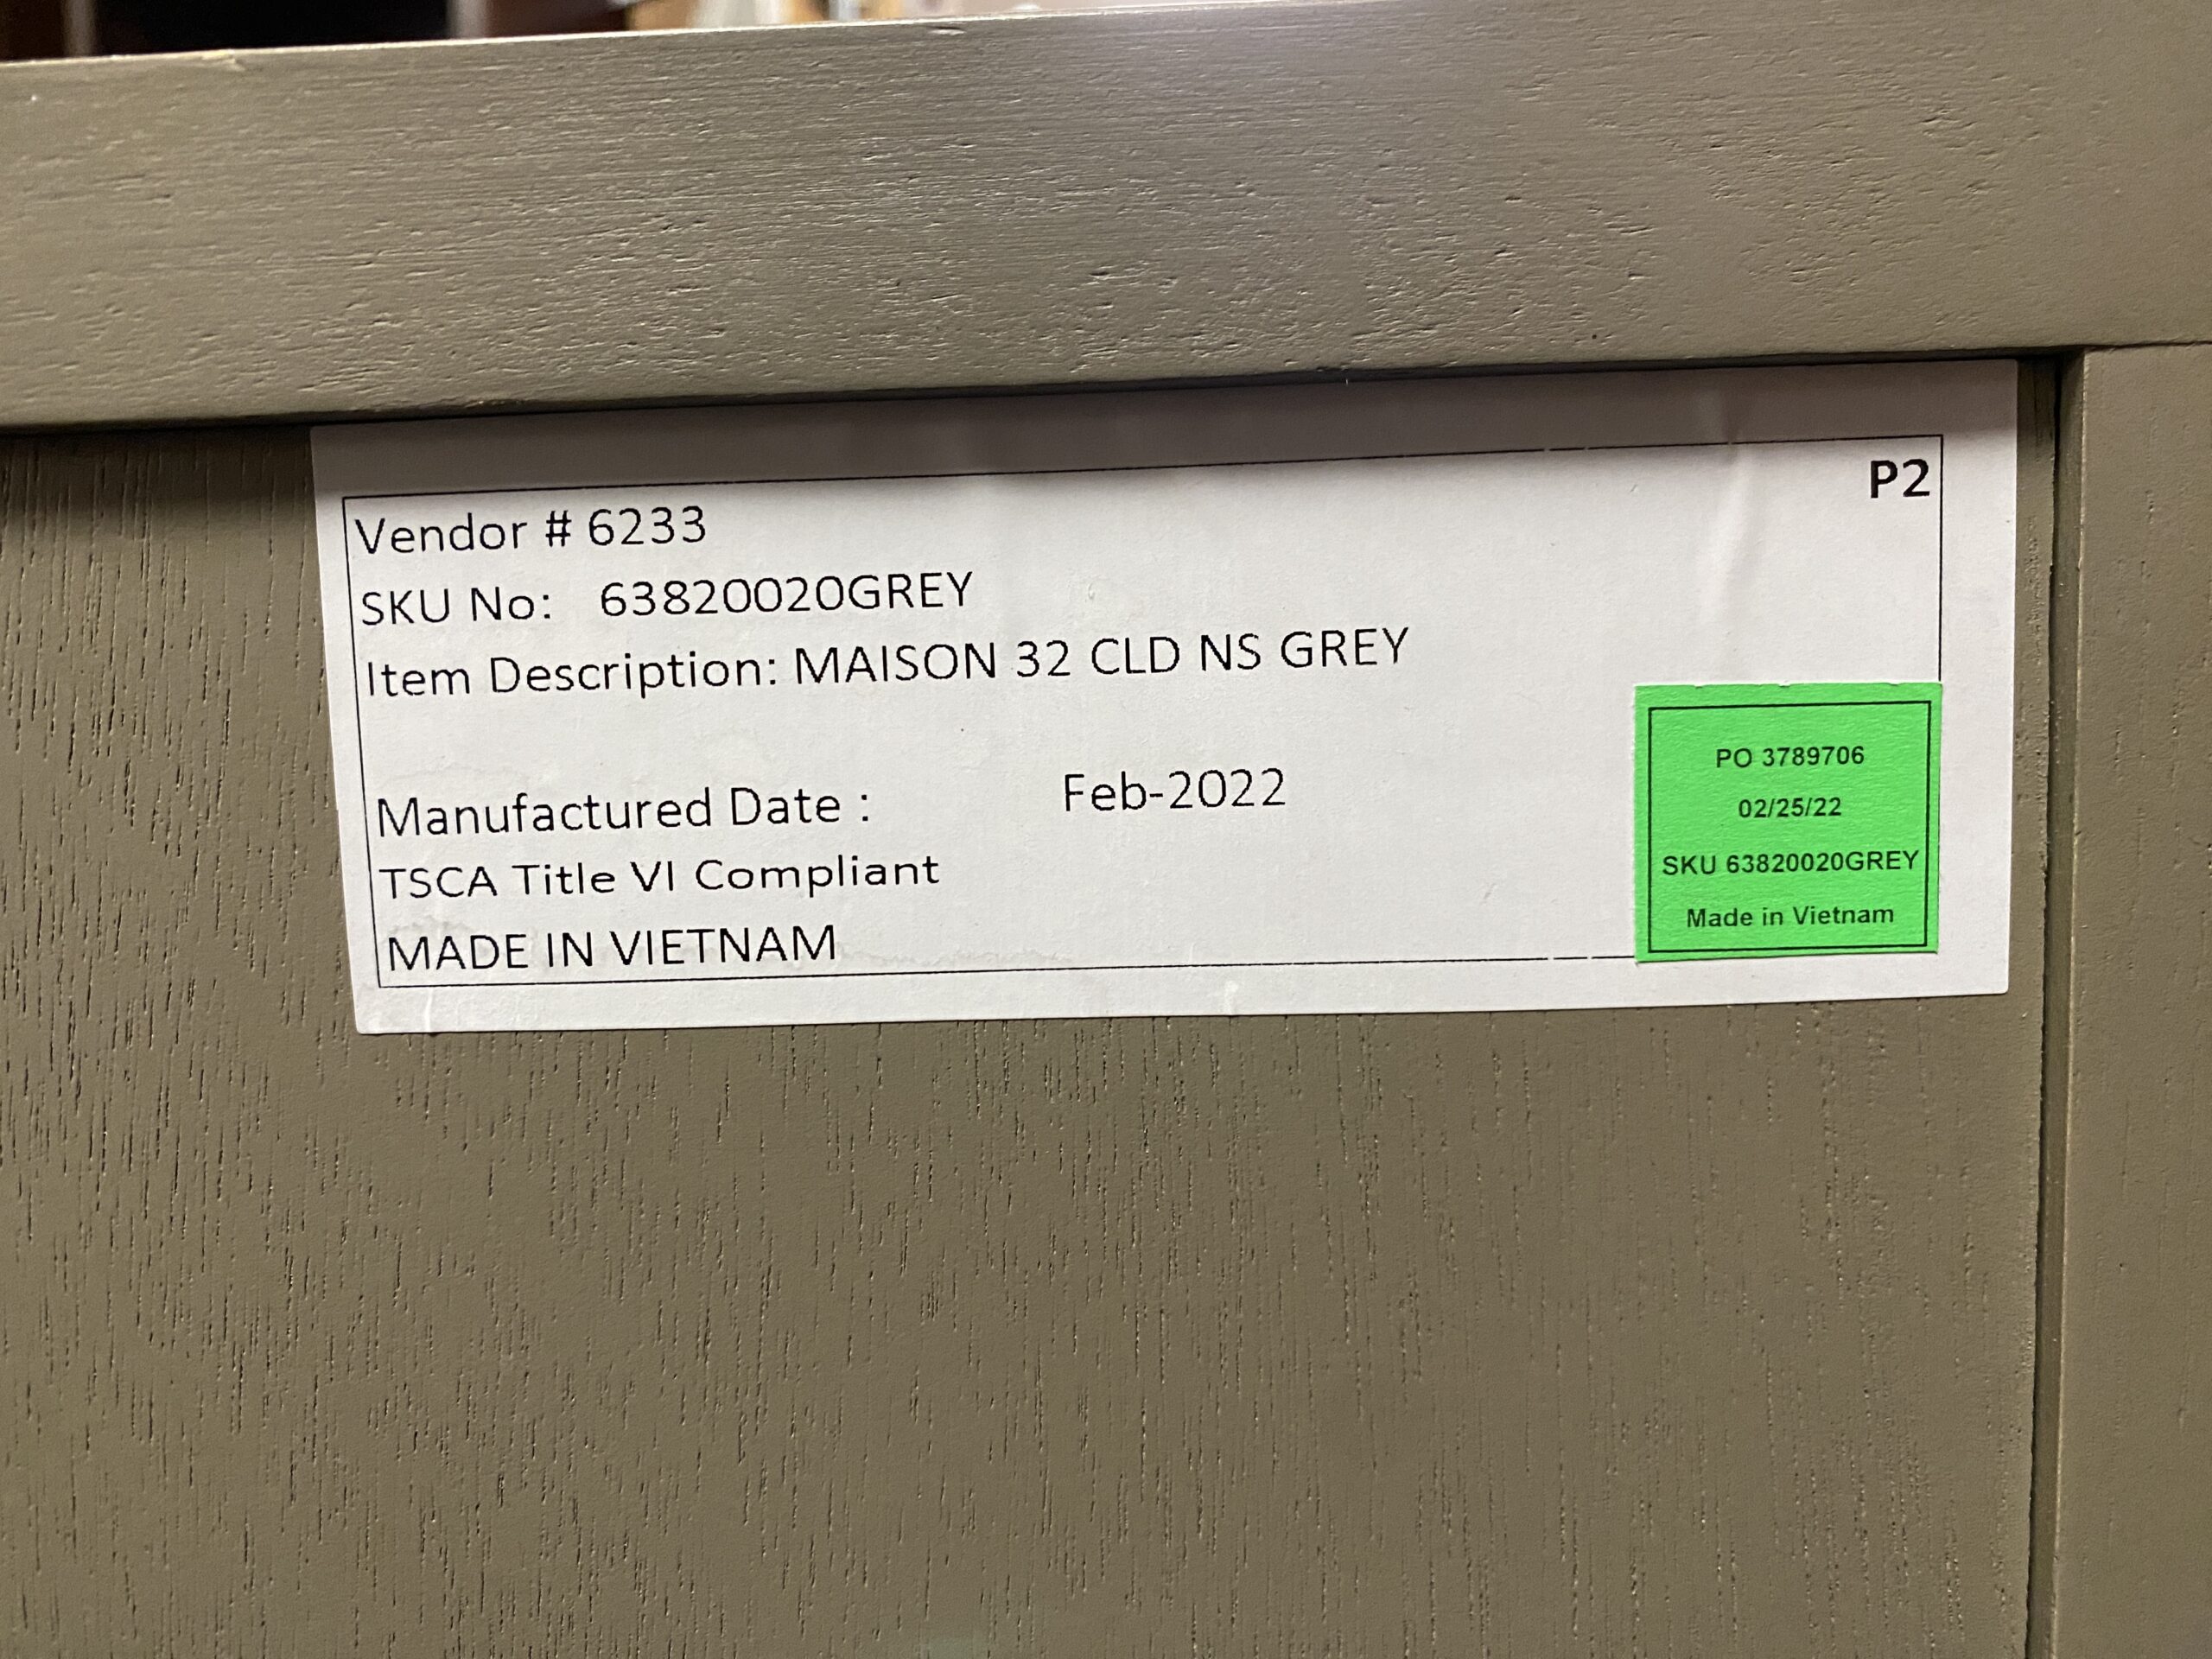 P2
Vendor # 6233
SKU No: 63820020GREY
Item Description: MAISON 32 CLD NS GREY
Manufactured Date : Feb-2022
TSCA Title VI Compliant
MADE IN VIETNAM
PO 3789706
02/25/22
SKU 63820020GREY
Made in Vietnam